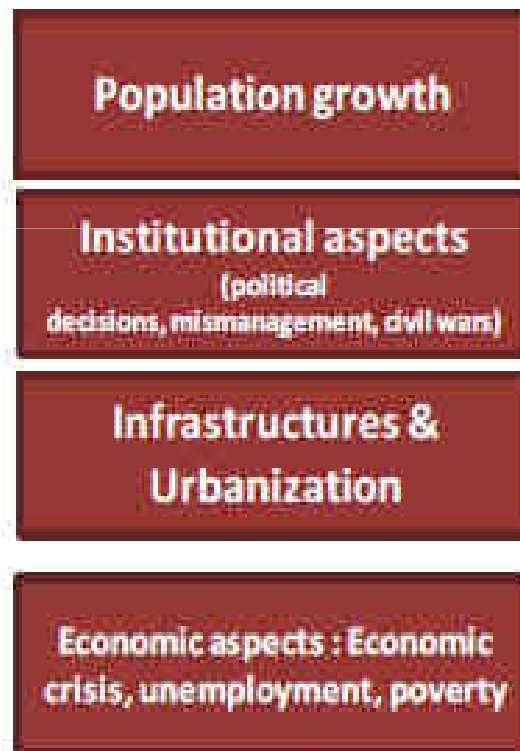 Population growth
Institutional aspects
(political
decisions, mismanagement, civil wars)
Infrastructures &
Urbanization
Economic aspects : Economic
crisis, unemployment, poverty